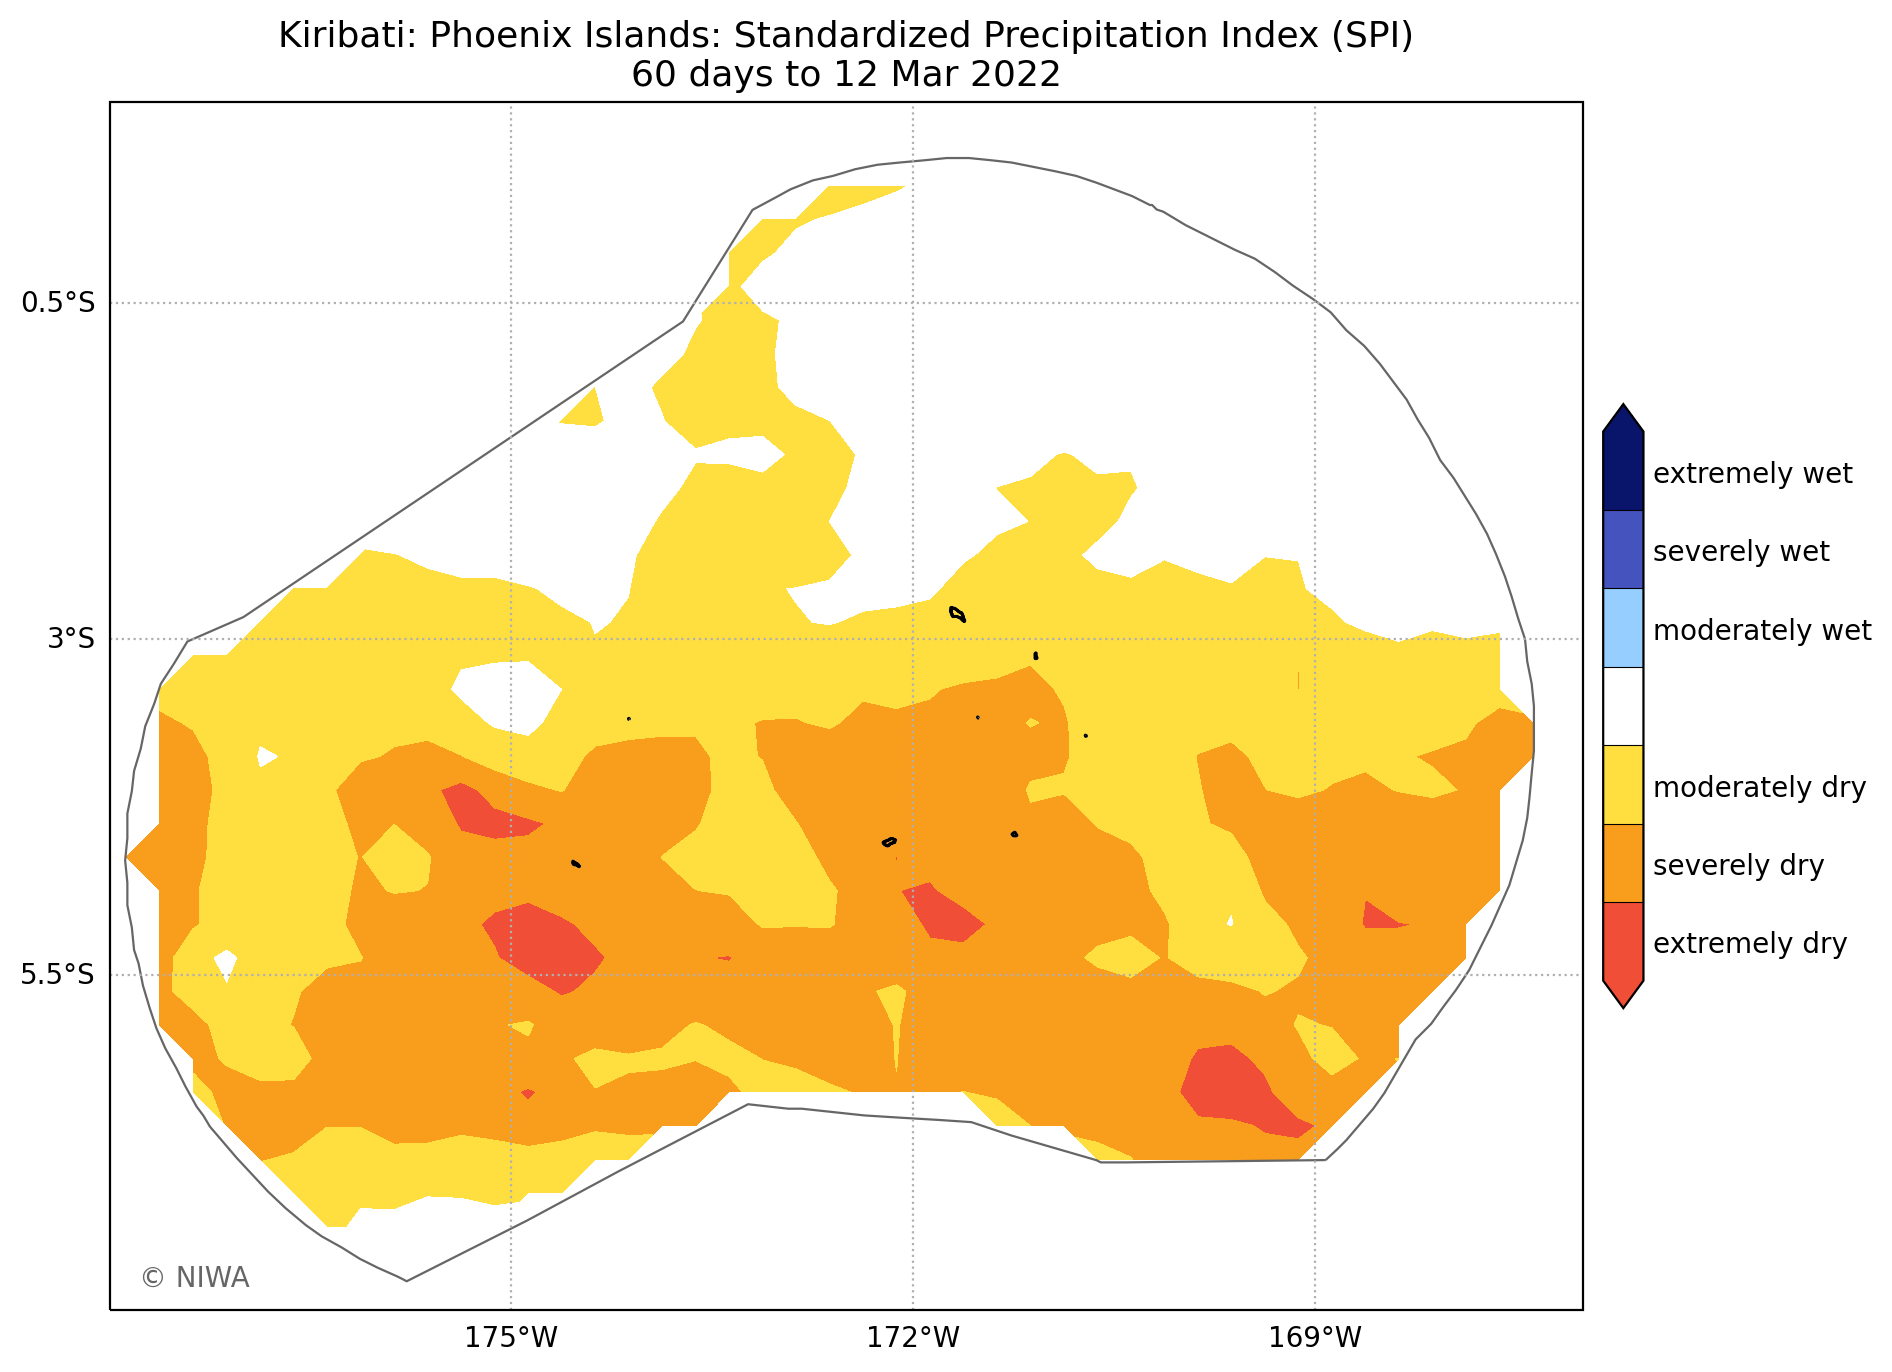 Kiribati: Phoenix Islands: Standardized Precipitation Index (SPI)
60 days to 12 Mar 2022
0.5°S
3°S
5.5°S
175°W
172°W
169°W
extremely wet
severely wet
moderately wet
moderately dry
severely dry
extremely dry
© NIWA